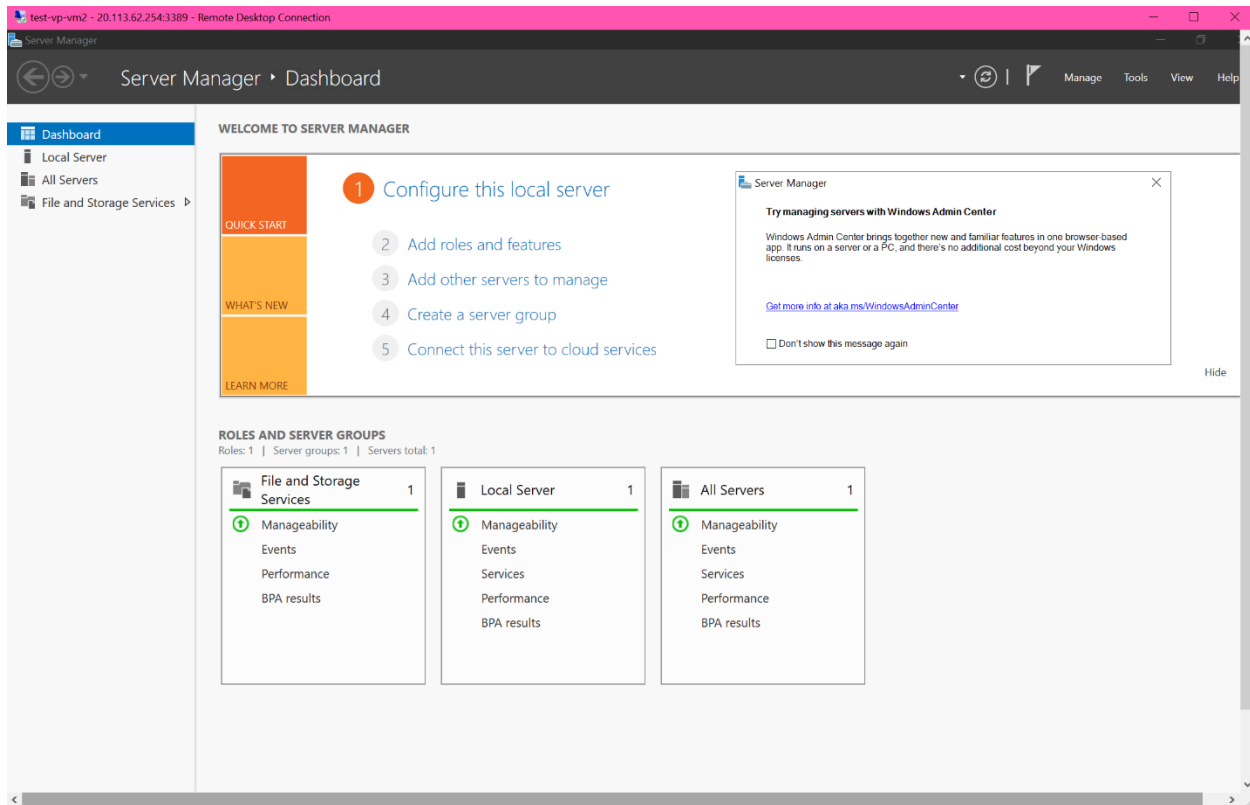 test-vp-vm2 - 20.113.62.254:3389 - Remote Desktop Connection
Server Manager
Server Manager • Dashboard
Manage Tools View Help
Dashboard
Local Server
All Servers
File and Storage Services
WELCOME TO SERVER MANAGER
QUICK START
WHAT'S NEW
LEARN MORE
1 Configure this local server
2 Add roles and features
3 Add other servers to manage
4 Create a server group
5 Connect this server to cloud services
Server Manager
Try managing servers with Windows Admin Center
Windows Admin Center brings together new and familiar features in one browser-based
app. It runs on a server or a PC, and there's no additional cost beyond your Windows
licenses.
Get more info at aka.ms/WindowsAdminCenter
Don't show this message again
Hide
ROLES AND SERVER GROUPS
Roles: 1 | Server groups: 1 | Servers total: 1
File and Storage
Services
1
Manageability
Events
Performance
BPA results
Local Server 1
Manageability
Events
Services
Performance
BPA results
All Servers 1
Manageability
Events
Services
Performance
BPA results